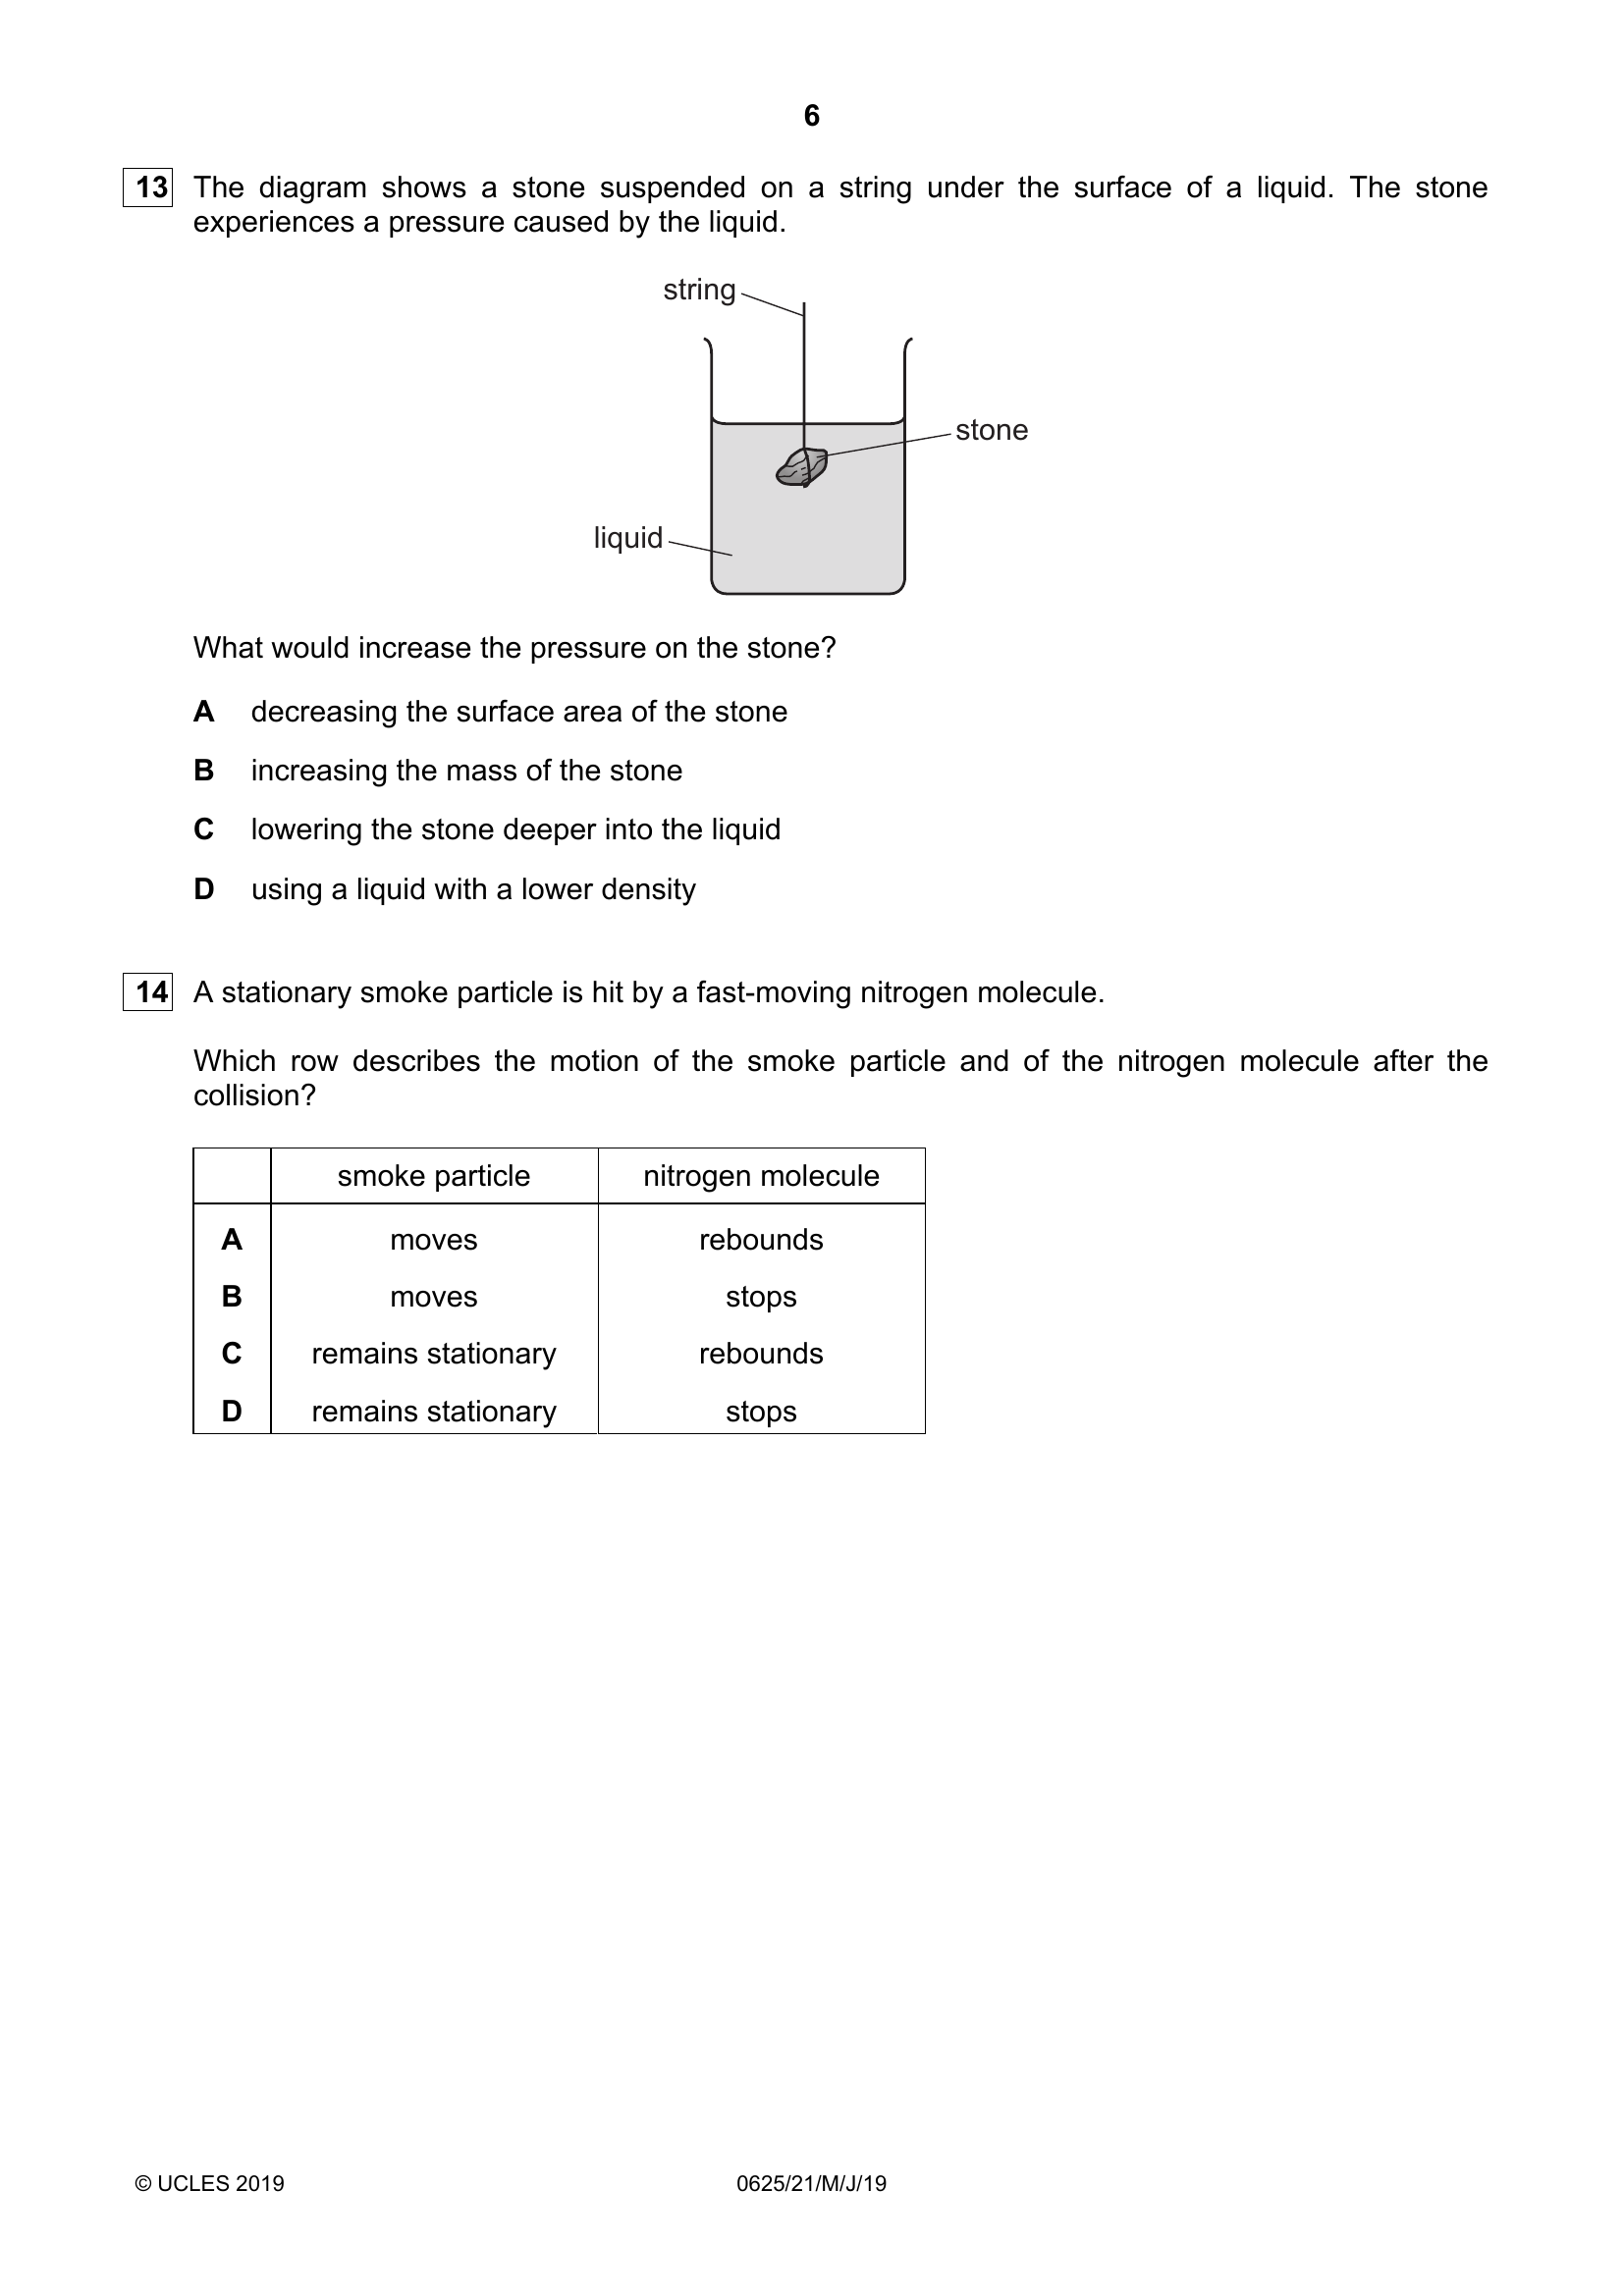 6
13 The diagram shows a stone suspended on a string under the surface of a liquid. The stone
experiences a pressure caused by the liquid.
string
stone
liquid
What would increase the pressure on the stone?
A decreasing the surface area of the stone
B increasing the mass of the stone
C lowering the stone deeper into the liquid
D using a liquid with a lower density
14 A stationary smoke particle is hit by a fast-moving nitrogen molecule.
Which row describes the motion of the smoke particle and of the nitrogen molecule after the
collision?
smoke particle nitrogen molecule
A moves rebounds
B moves stops
C remains stationary rebounds
D remains stationary stops
© UCLES 2019 0625/21/M/J/19